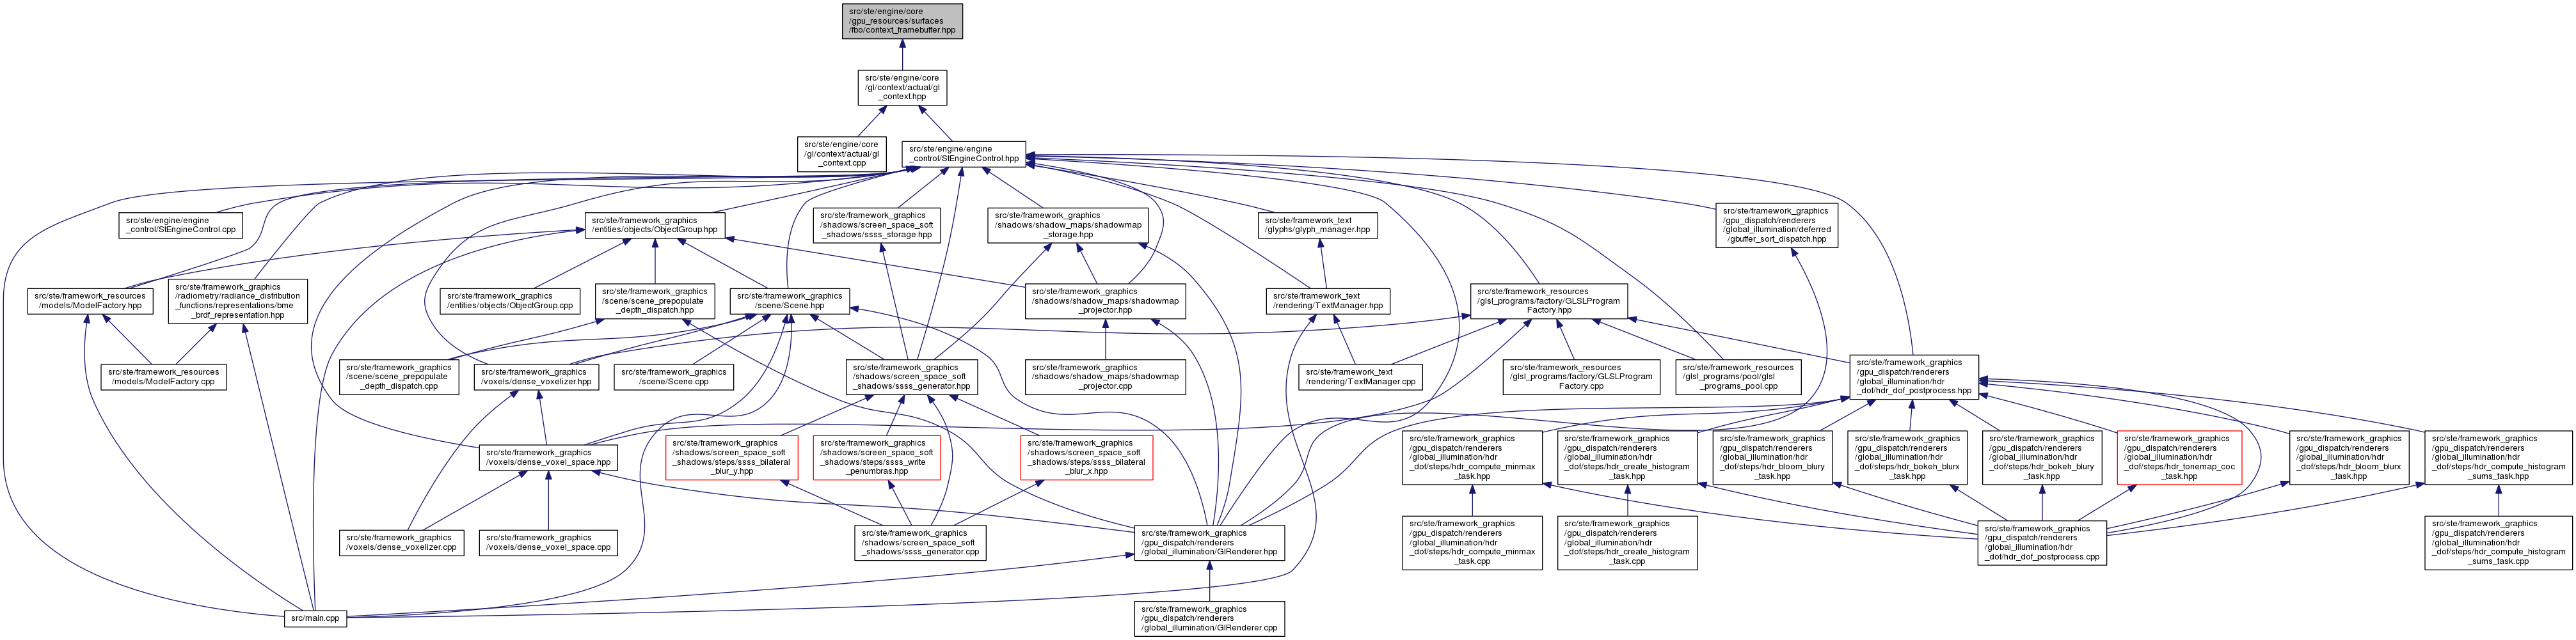 src/ste/engine/core
/gpu_resources/surfaces
/fbo/context_framebuffer.hpp
src/ste/engine/core
/gl/context/actual/gl
_context.hpp
src/ste/engine/core
/gl/context/actual/gl
_context.cpp
src/ste/engine/engine
_control/StEngineControl.hpp
src/ste/engine/engine
_control/StEngineControl.cpp
src/ste/framework_graphics
/entities/objects/ObjectGroup.hpp
src/ste/framework_graphics
/shadows/screen_space_soft
_shadows/ssss_storage.hpp
src/ste/framework_graphics
/shadows/shadow_maps/shadowmap
_storage.hpp
src/ste/framework_text
/glyphs/glyph_manager.hpp
src/ste/framework_graphics
/gpu_dispatch/renderers
/global_illumination/deferred
/gbuffer_sort_dispatch.hpp
src/ste/framework_resources
/models/ModelFactory.hpp
src/ste/framework_graphics
/radiometry/radiance_distribution
_functions/representations/bme
_brdf_representation.hpp
src/ste/framework_graphics
/entities/objects/ObjectGroup.cpp
src/ste/framework_graphics
/scene/scene_prepopulate
_depth_dispatch.hpp
src/ste/framework_graphics
/scene/Scene.hpp
src/ste/framework_graphics
/shadows/shadow_maps/shadowmap
_projector.hpp
src/ste/framework_text
/rendering/TextManager.hpp
src/ste/framework_resources
/glsl_programs/factory/GLSLProgram
Factory.hpp
src/ste/framework_resources
/models/ModelFactory.cpp
src/ste/framework_graphics
/scene/scene_prepopulate
_depth_dispatch.cpp
src/ste/framework_graphics
/voxels/dense_voxelizer.hpp
src/ste/framework_graphics
/scene/Scene.cpp
src/ste/framework_graphics
/shadows/screen_space_soft
_shadows/ssss_generator.hpp
src/ste/framework_graphics
/shadows/shadow_maps/shadowmap
_projector.cpp
src/ste/framework_text
/rendering/TextManager.cpp
src/ste/framework_resources
/glsl_programs/factory/GLSLProgram
Factory.cpp
src/ste/framework_resources
/glsl_programs/pool/glsl
_programs_pool.cpp
src/ste/framework_graphics
/gpu_dispatch/renderers
/global_illumination/hdr
_dof/hdr_dof_postprocess.hpp
src/ste/framework_graphics
/voxels/dense_voxel_space.hpp
src/ste/framework_graphics
/shadows/screen_space_soft
_shadows/steps/ssss_bilateral
_blur_y.hpp
src/ste/framework_graphics
/shadows/screen_space_soft
_shadows/steps/ssss_write
_penumbras.hpp
src/ste/framework_graphics
/shadows/screen_space_soft
_shadows/steps/ssss_bilateral
_blur_x.hpp
src/ste/framework_graphics
/gpu_dispatch/renderers
/global_illumination/hdr
_dof/steps/hdr_compute_minmax
_task.hpp
src/ste/framework_graphics
/gpu_dispatch/renderers
/global_illumination/hdr
_dof/steps/hdr_create_histogram
_task.hpp
src/ste/framework_graphics
/gpu_dispatch/renderers
/global_illumination/hdr
_dof/steps/hdr_bloom_blury
_task.hpp
src/ste/framework_graphics
/gpu_dispatch/renderers
/global_illumination/hdr
_dof/steps/hdr_bokeh_blurx
_task.hpp
src/ste/framework_graphics
/gpu_dispatch/renderers
/global_illumination/hdr
_dof/steps/hdr_bokeh_blury
_task.hpp
src/ste/framework_graphics
/gpu_dispatch/renderers
/global_illumination/hdr
_dof/steps/hdr_tonemap_coc
_task.hpp
src/ste/framework_graphics
/gpu_dispatch/renderers
/global_illumination/hdr
_dof/steps/hdr_bloom_blurx
_task.hpp
src/ste/framework_graphics
/gpu_dispatch/renderers
/global_illumination/hdr
_dof/steps/hdr_compute_histogram
_sums_task.hpp
src/ste/framework_graphics
/voxels/dense_voxelizer.cpp
src/ste/framework_graphics
/voxels/dense_voxel_space.cpp
src/ste/framework_graphics
/shadows/screen_space_soft
_shadows/ssss_generator.cpp
src/ste/framework_graphics
/gpu_dispatch/renderers
/global_illumination/GIRenderer.hpp
src/ste/framework_graphics
/gpu_dispatch/renderers
/global_illumination/hdr
_dof/steps/hdr_compute_minmax
_task.cpp
src/ste/framework_graphics
/gpu_dispatch/renderers
/global_illumination/hdr
_dof/steps/hdr_create_histogram
_task.cpp
src/ste/framework_graphics
/gpu_dispatch/renderers
/global_illumination/hdr
_dof/hdr_dof_postprocess.cpp
src/ste/framework_graphics
/gpu_dispatch/renderers
/global_illumination/hdr
_dof/steps/hdr_compute_histogram
_sums_task.cpp
src/main.cpp
src/ste/framework_graphics
/gpu_dispatch/renderers
/global_illumination/GIRenderer.cpp